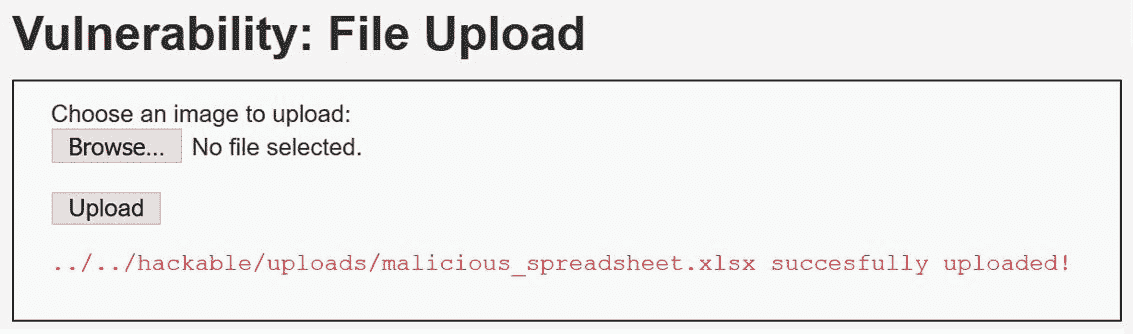 Vulnerability: File Upload
Choose an image to upload:
Browse... No file selected.
Upload
../../hackable/uploads/malicious_spreadsheet.xlsx succesfully uploaded!